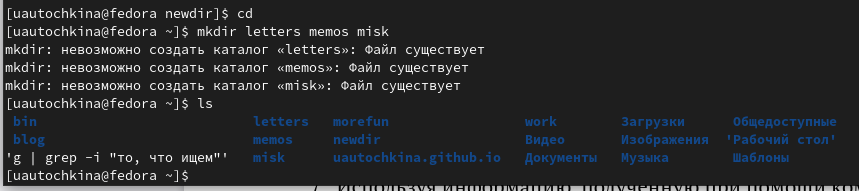 [uautochkina@fedora newdir]$ cd
[uautochkina@fedora ~]$ mkdir letters memos misk
mkdir: невозможно создать каталог «letters»: Файл существует
mkdir: невозможно создать каталог «memos»: Файл существует
mkdir: невозможно создать каталог «misk»: Файл существует
[uautochkina@fedora ~]$ ls
bin letters morefun work Загрузки Общедоступные
blog memos newdir Видео Изображения 'Рабочий стол'
'g | grep -i "то, что ищем"' misk uautochkina.github.io Документы Музыка Шаблоны
[uautochkina@fedora ~]$